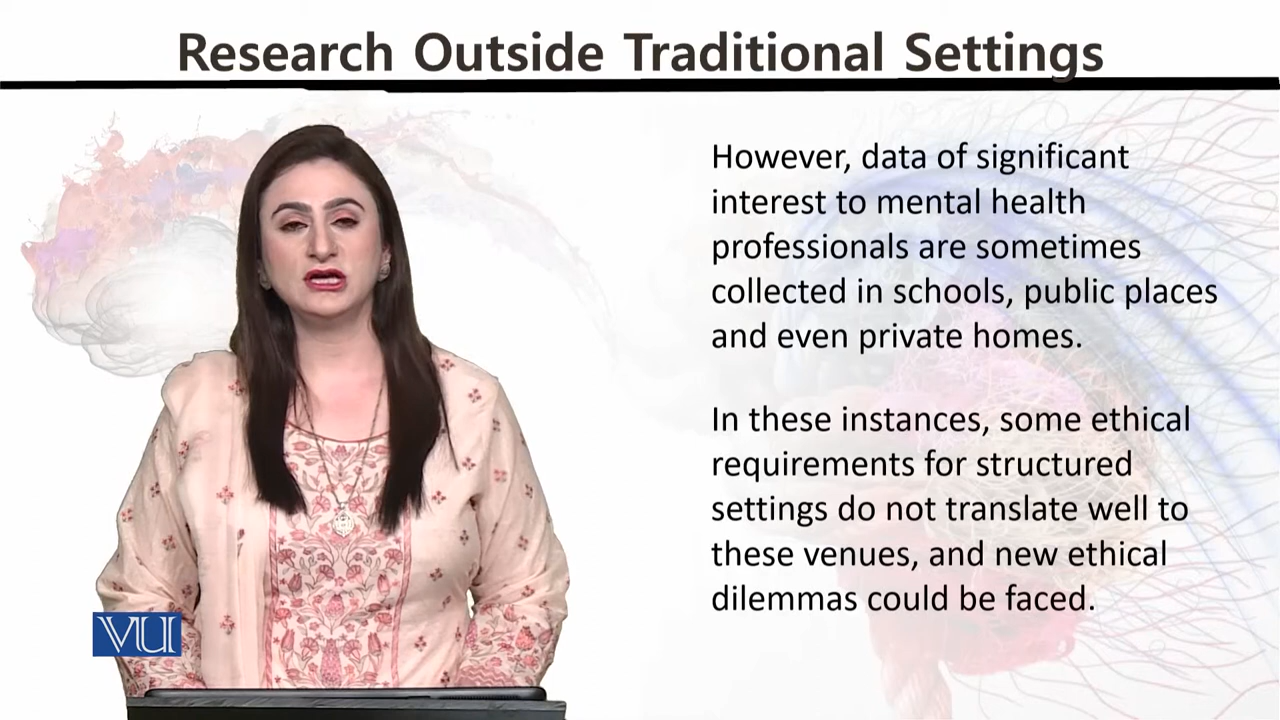 Research Outside Traditional Settings
However, data of significant
interest to mental health
professionals are sometimes
collected in schools, public places
and even private homes.
In these instances, some ethical
requirements for structured
settings do not translate well to
these venues, and new ethical
dilemmas could be faced.
VU